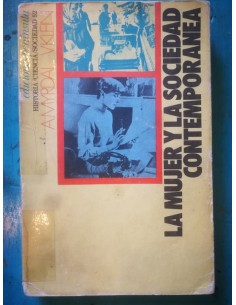 HISTORIA CIENCIA SOCIEDAD
A.MYRDAL V.KLEIN
LA MUJER Y LA SOCIEDAD
CONTEMPORANEA